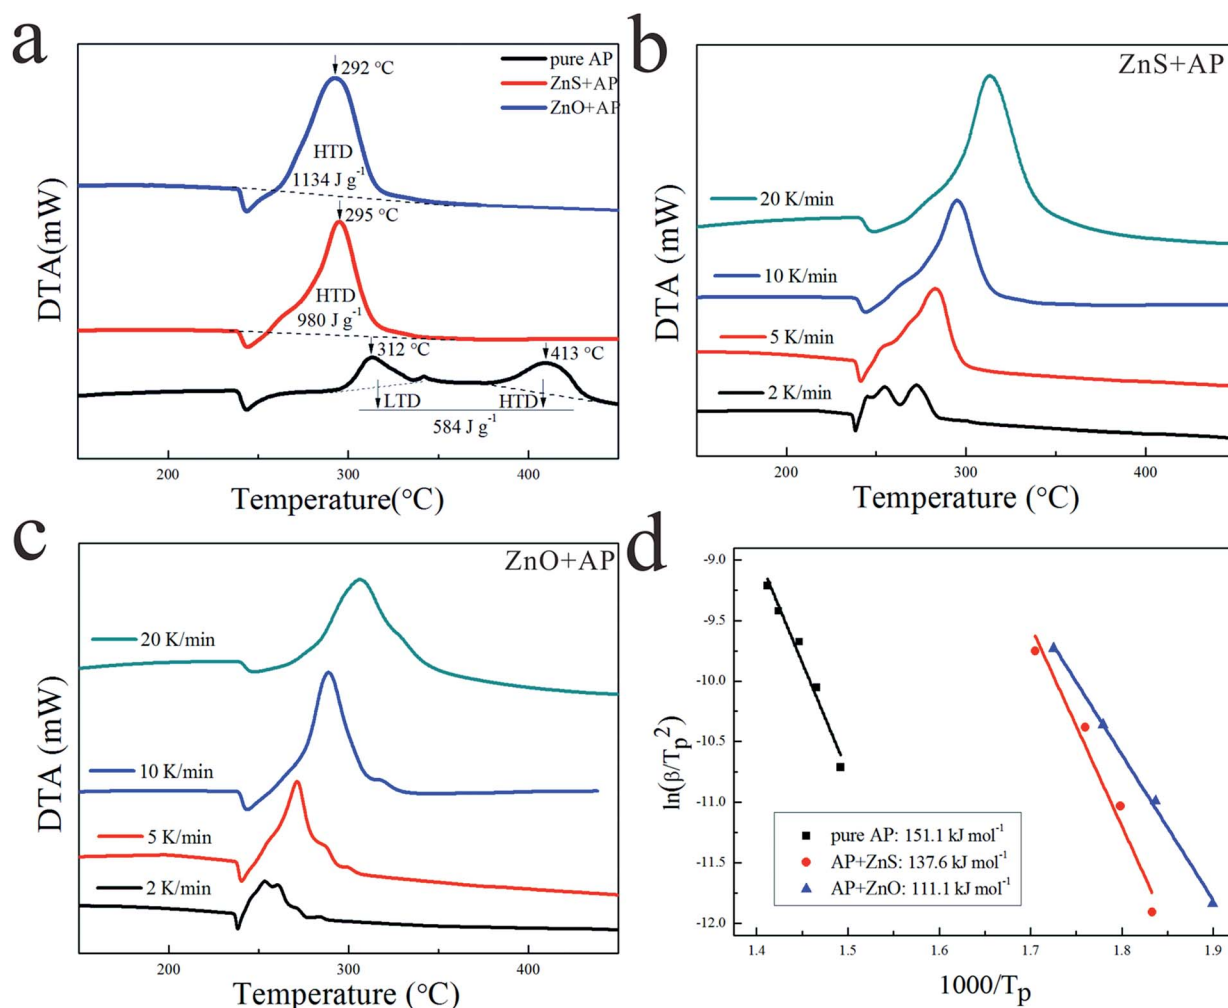 a
292 °C
pure AP
ZnS+AP
ZnO+AP
HTD
1134 J g⁻¹
295 °C
HTD
980 J g⁻¹
312 °C
413 °C
LTD
HTD
584 J g⁻¹
DTA(mW)
200
300
400
Temperature(°C)
b
ZnS+AP
20 K/min
10 K/min
5 K/min
2 K/min
DTA (mW)
200
300
400
Temperature (°C)
c
ZnO+AP
20 K/min
10 K/min
5 K/min
2 K/min
DTA (mW)
200
300
400
Temperature (°C)
d
-9.0
-9.5
-10.0
-10.5
-11.0
-11.5
-12.0
ln(β/Tp²)
pure AP: 151.1 kJ mol⁻¹
AP+ZnS: 137.6 kJ mol⁻¹
AP+ZnO: 111.1 kJ mol⁻¹
1.4
1.5
1.6
1.7
1.8
1.9
1000/Tp